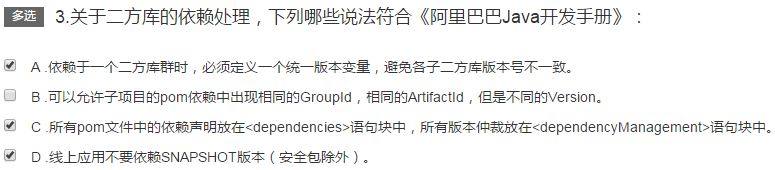 多选 3.关于二方库的依赖处理，下列哪些说法符合《阿里巴巴Java开发手册》：
A .依赖于一个二方库群时，必须定义一个统一版本变量，避免各子二方库版本号不一致。
B .可以允许子项目的pom依赖中出现相同的GroupId，相同的ArtifactId，但是不同的Version。
C .所有pom文件中的依赖声明放在<dependencies>语句块中，所有版本仲裁放在<dependencyManagement>语句块中。
D .线上应用不要依赖SNAPSHOT版本（安全包除外）。